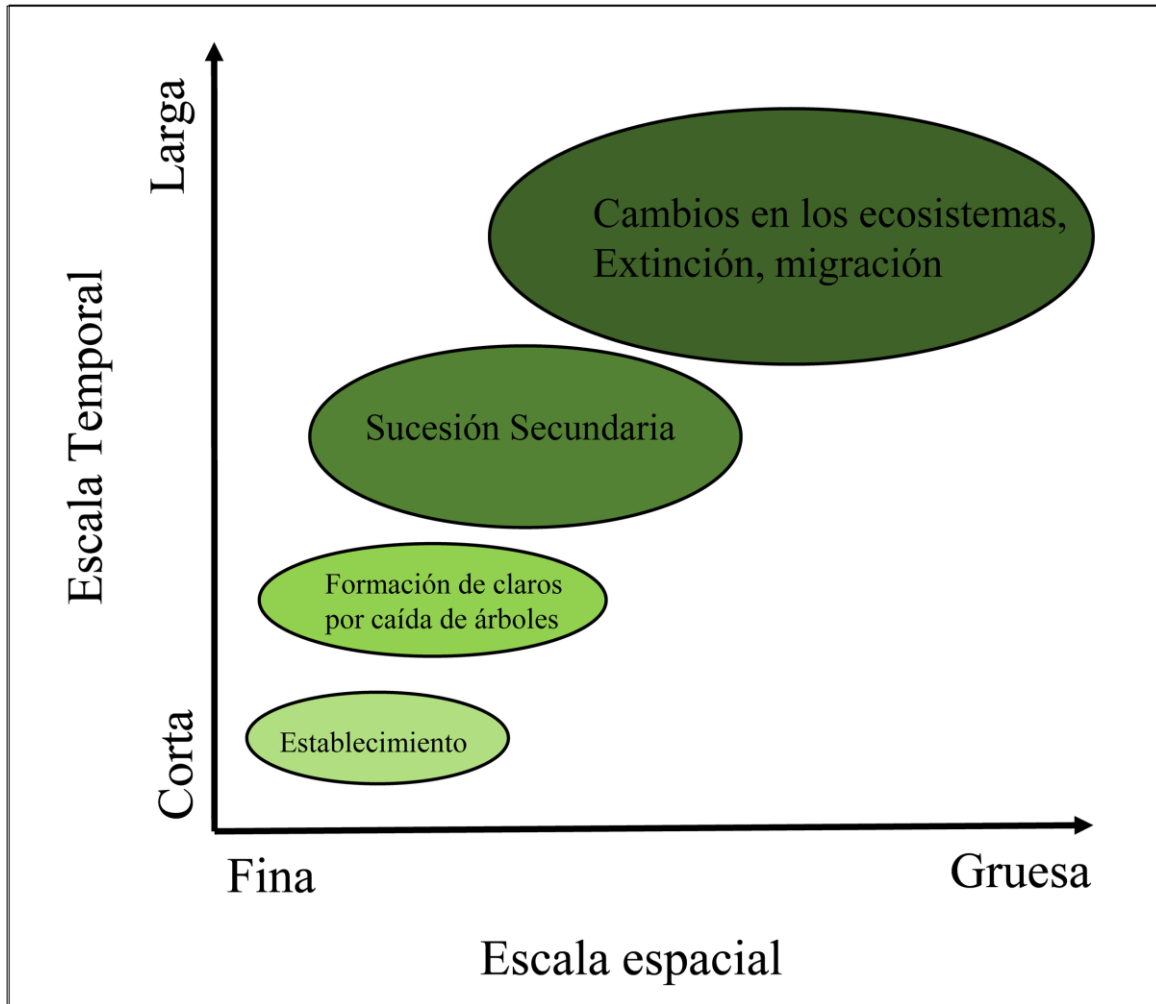 Larga
Escala Temporal
Corta
Cambios en los ecosistemas,
Extinción, migración
Sucesión Secundaria
Formación de claros
por caída de árboles
Establecimiento
Fina
Gruesa
Escala espacial